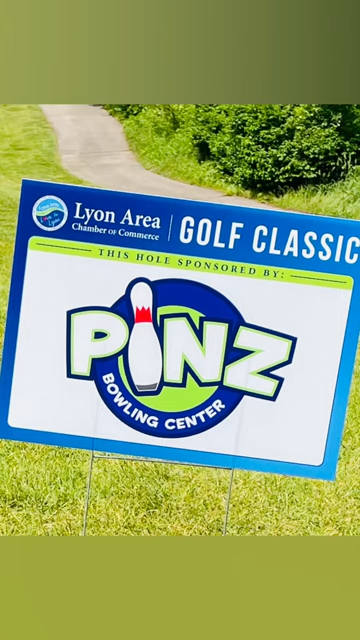 Lyon Area
Chamber OF Commerce
GOLF CLASSIC
THIS HOLE SPONSORED BY:
PINZ
BOWLING CENTER